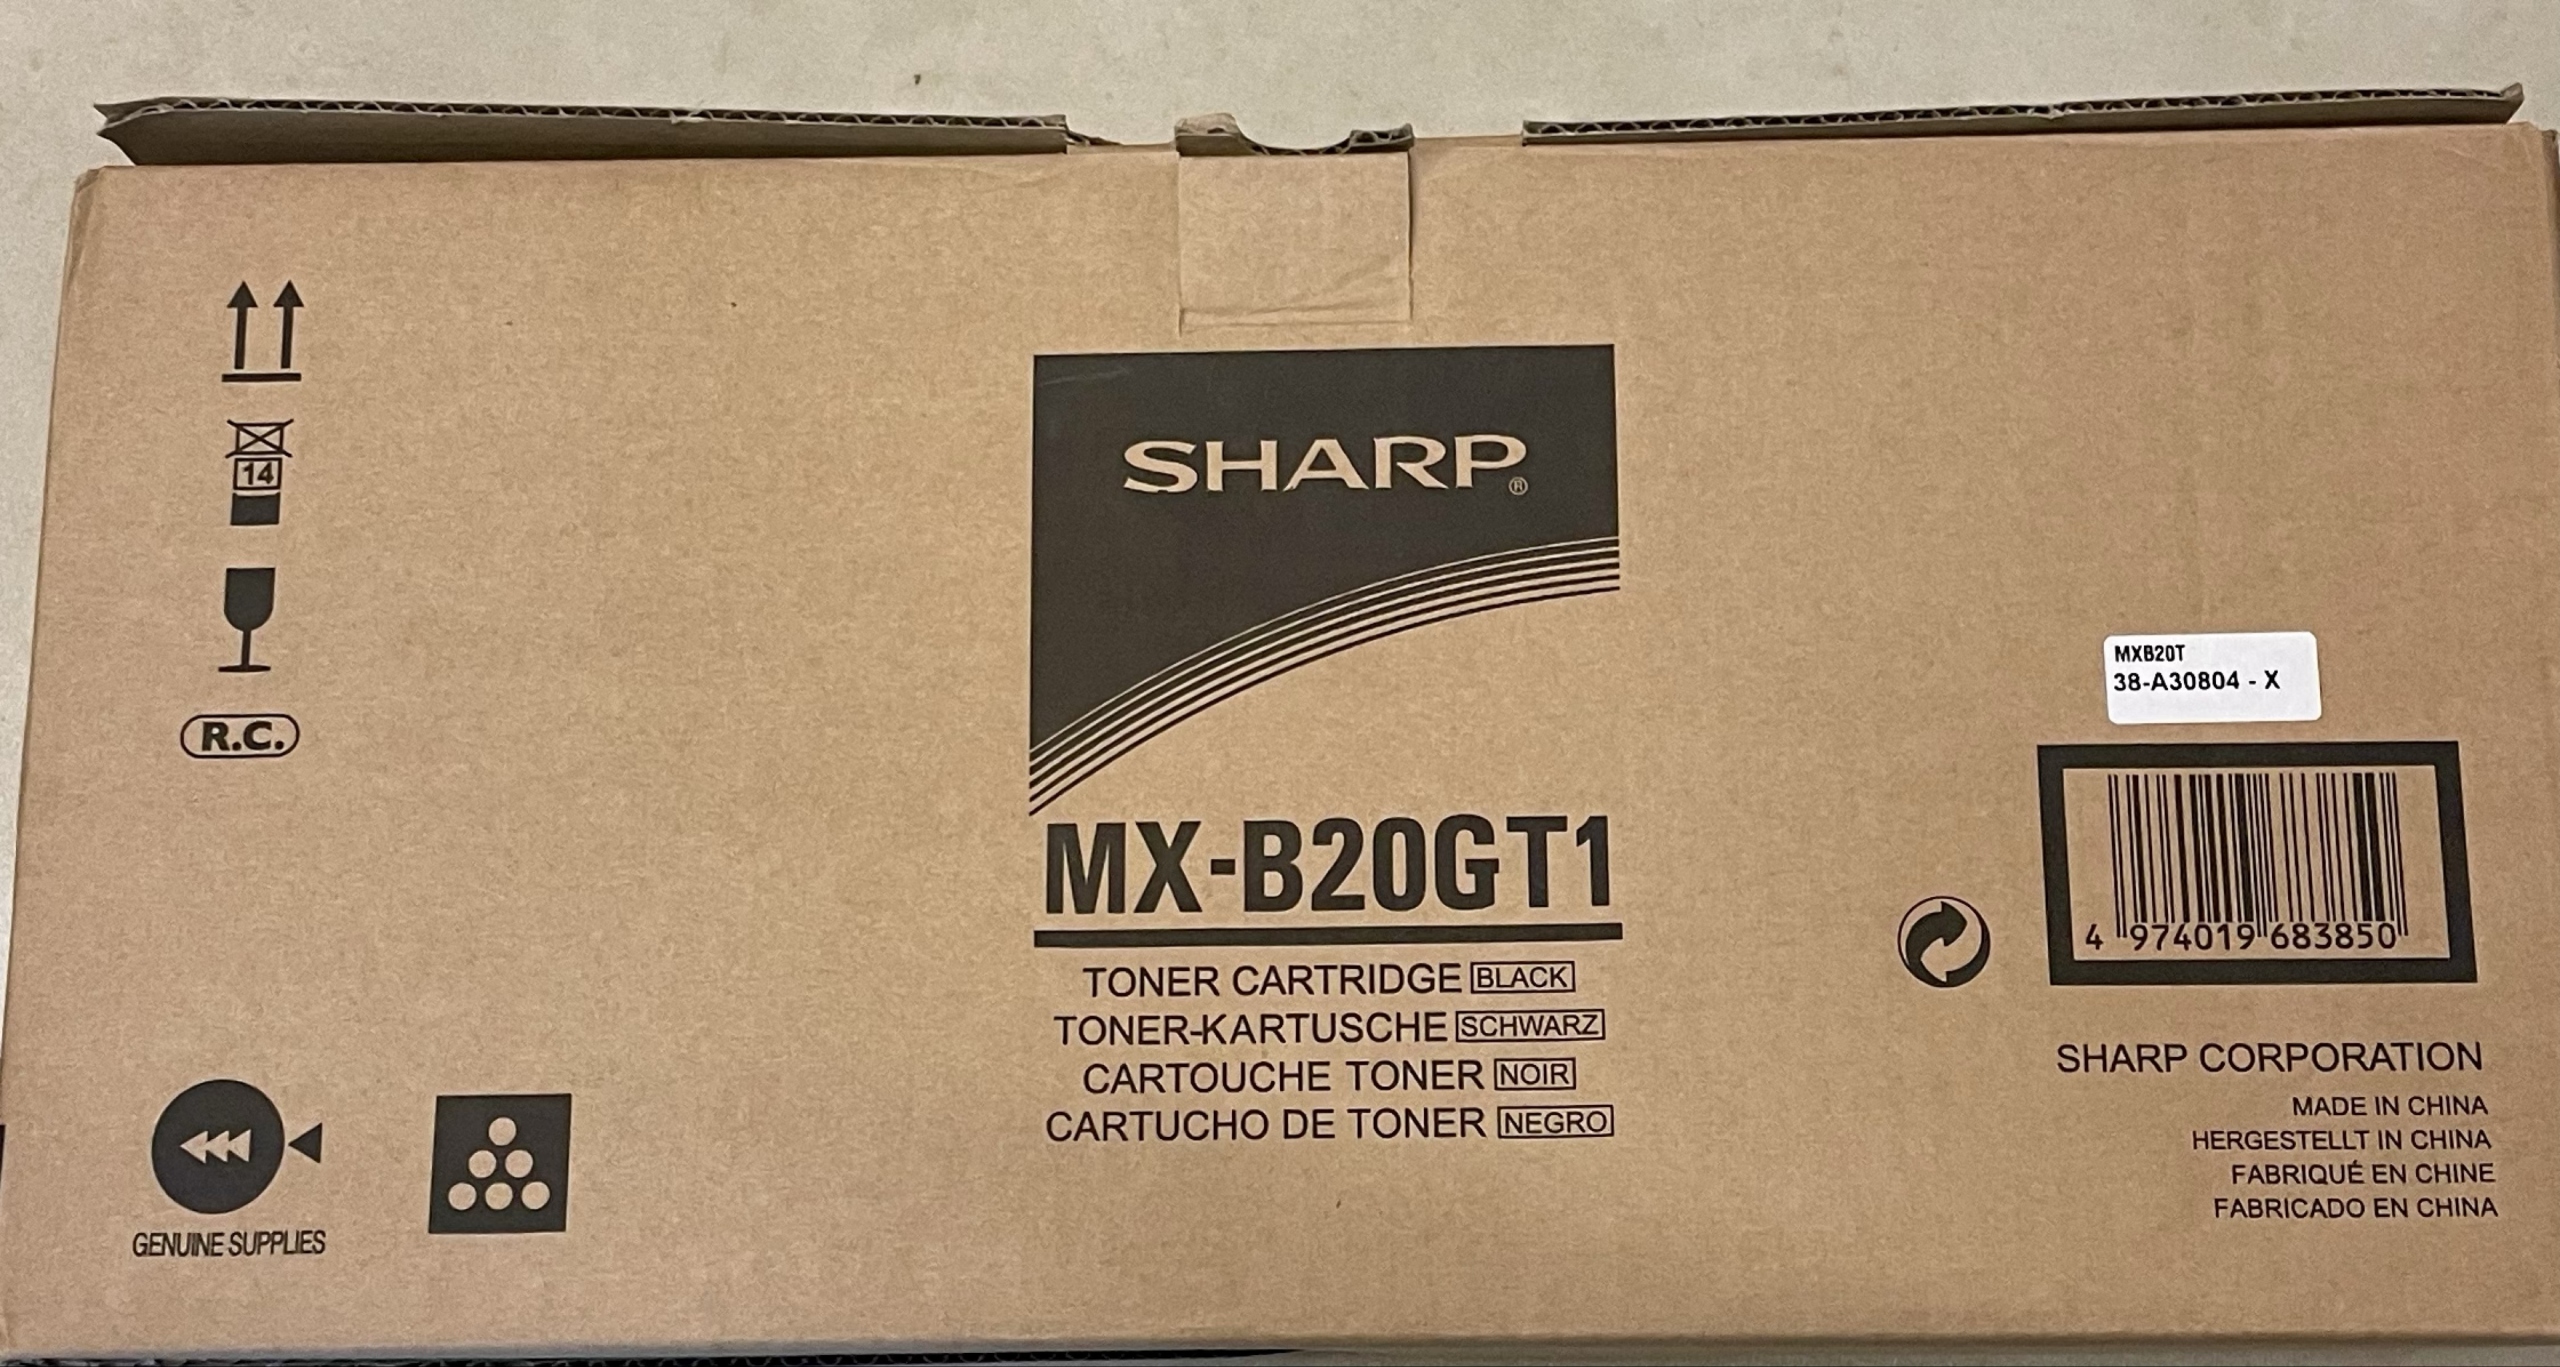 14
R.C.
SHARP®
MX-B20GT1
TONER CARTRIDGE BLACK
TONER-KARTUSCHE SCHWARZ
CARTOUCHE TONER NOIR
CARTUCHO DE TONER NEGRO
GENUINE SUPPLIES
MXB20T
38-A30804 - X
4 974019 683850
SHARP CORPORATION
MADE IN CHINA
HERGESTELLT IN CHINA
FABRIQUÉ EN CHINE
FABRICADO EN CHINA